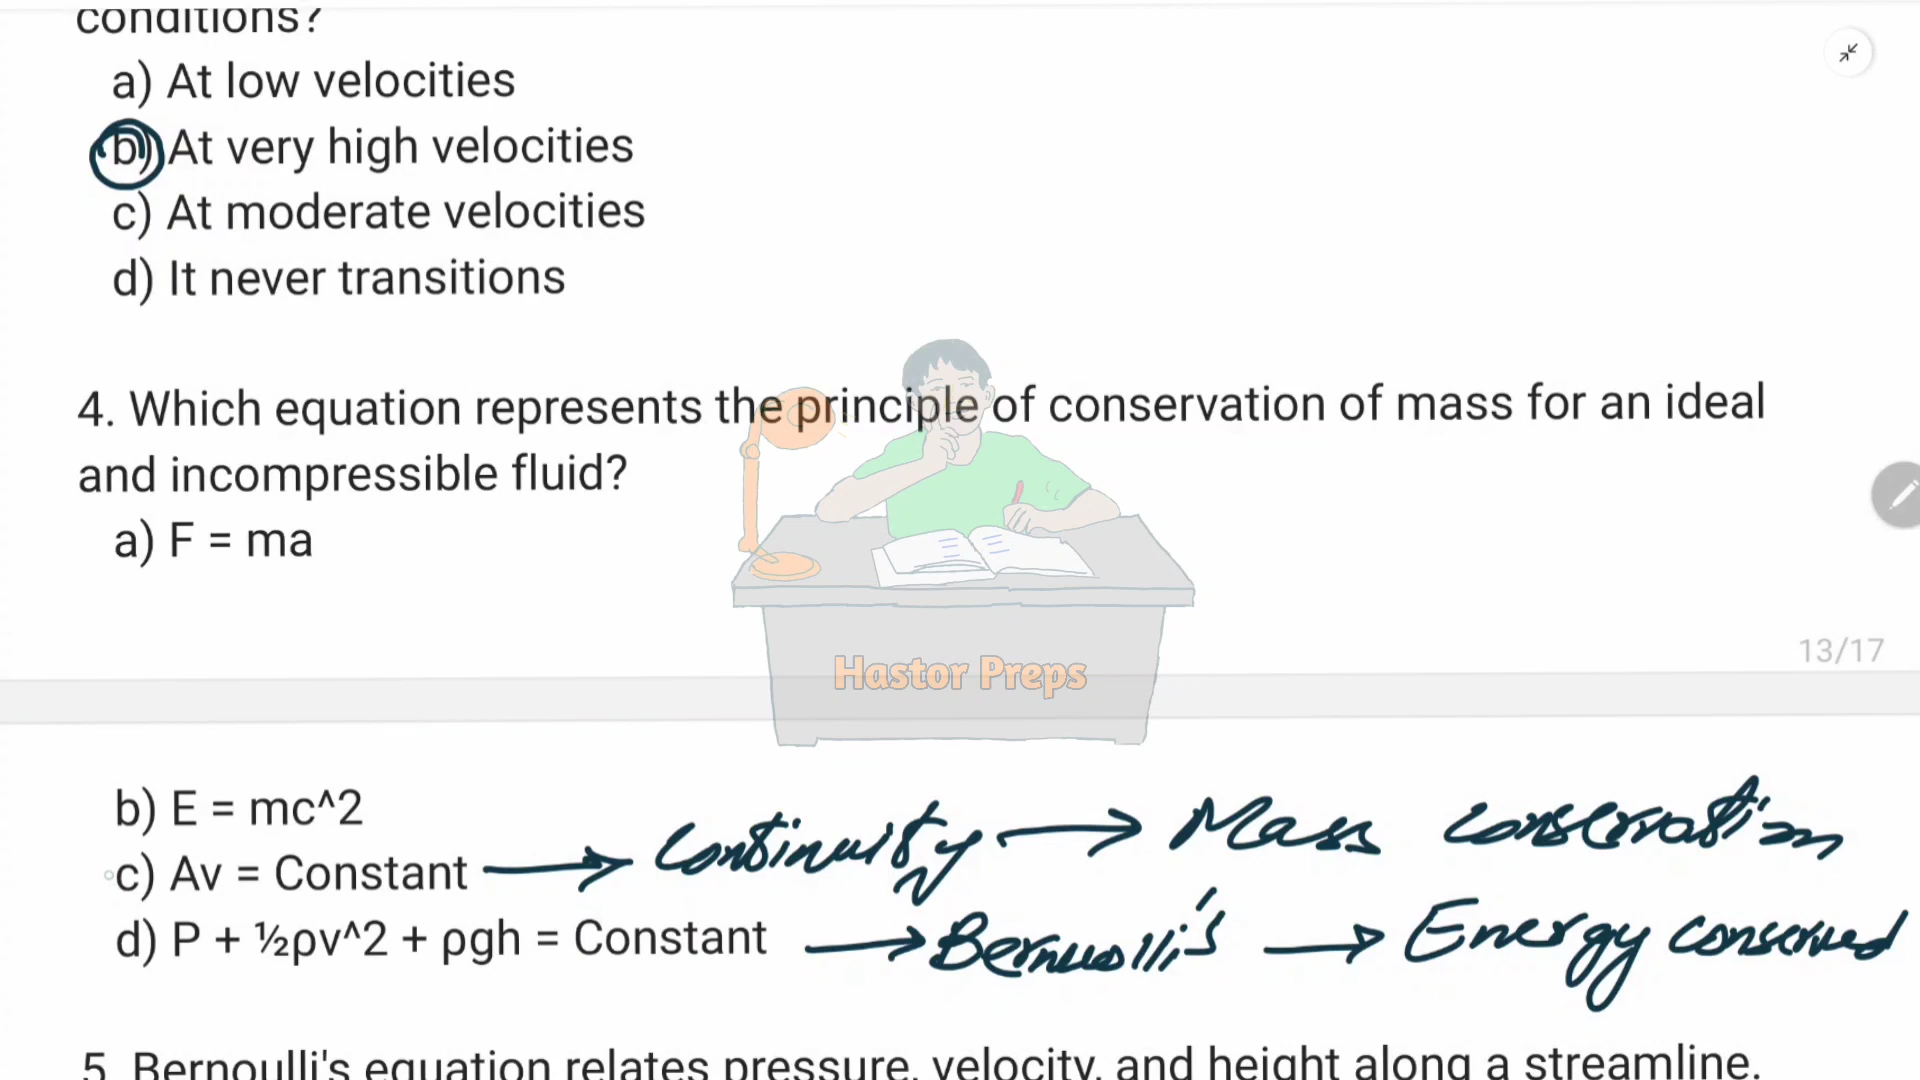 conditions?
a) At low velocities
b) At very high velocities
c) At moderate velocities
d) It never transitions
4. Which equation represents the principle of conservation of mass for an ideal
and incompressible fluid?
a) F = ma
Hastor Preps
13/17
b) E = mc^2
c) Av = Constant → Continuity → Mass conservation
d) P + ½ρv^2 + ρgh = Constant → Bernuolli's → Energy conserved
5. Bernoulli's equation relates pressure, velocity, and height along a streamline.